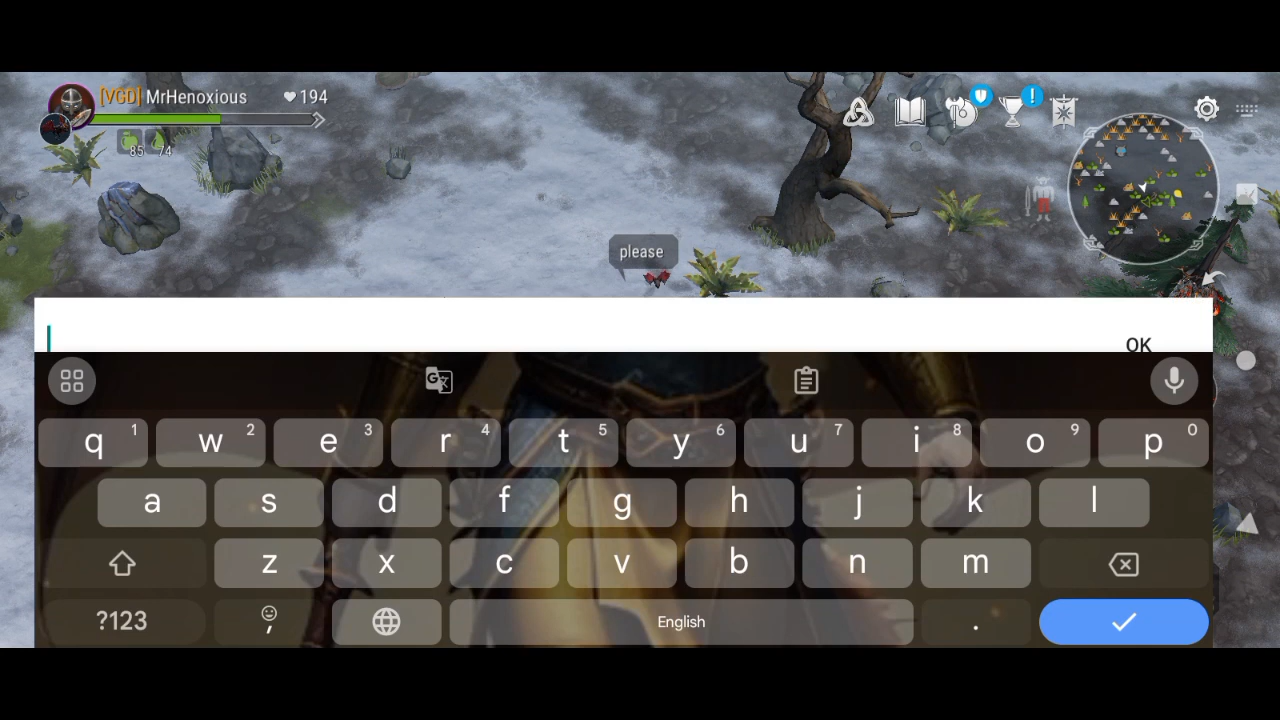 [VGD] MrHenoxious 194
85 74
please
OK
q 1 w 2 e 3 r 4 t 5 y 6 u 7 i 8 o 9 p 0
a s d f g h j k l
z x c v b n m
?123 , English .